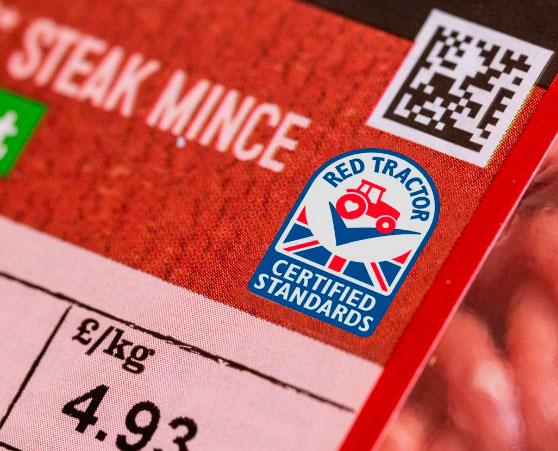 STEAK MINCE
RED TRACTOR
CERTIFIED
STANDARDS
£/kg
4.93